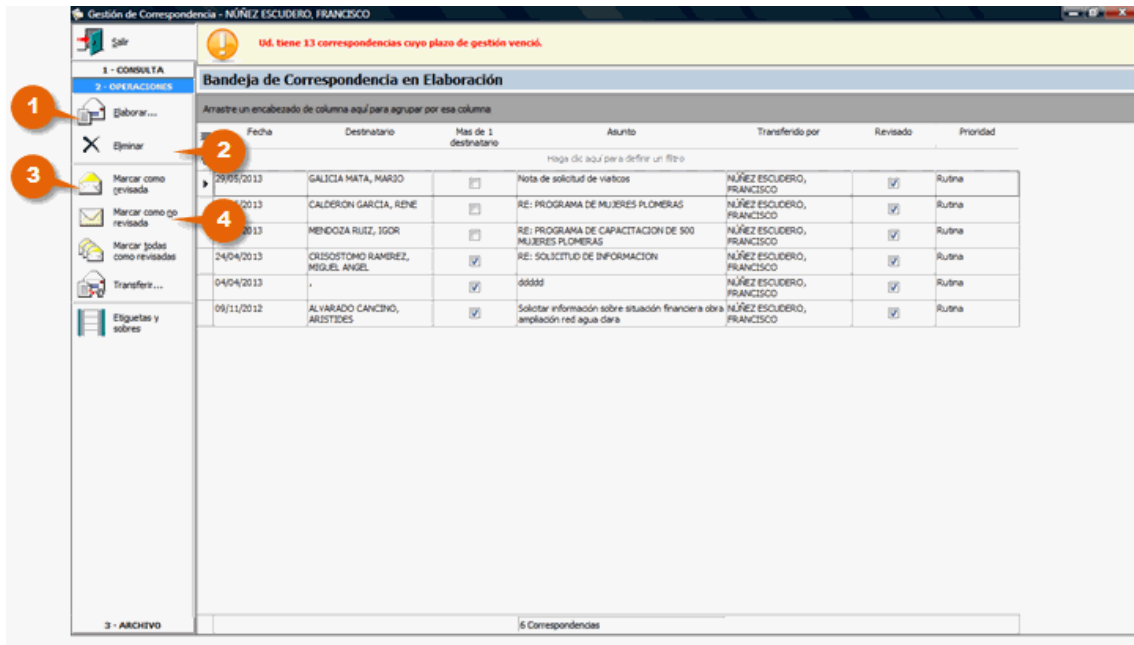 Gestión de Correspondencia - NÚÑEZ ESCUDERO, FRANCISCO
Salir
Ud. tiene 13 correspondencias cuyo plazo de gestión venció.
1 - CONSULTA
2 - OPERACIONES
Bandeja de Correspondencia en Elaboración
1
Elaborar...
Arrastre un encabezado de columna aquí para agrupar por esa columna
2
Eliminar
Fecha Destinatario Mas de 1 destinatario Asunto Transferido por Revisado Prioridad
Haga clic aquí para definir un filtro
3
Marcar como
revisada
29/05/2013 GALICIA MATA, MARIO Nota de solicitud de viaticos NÚÑEZ ESCUDERO, FRANCISCO Rutina
4
Marcar como no
revisada
2013 CALDERON GARCIA, RENE RE: PROGRAMA DE MUJERES PLOMERAS NÚÑEZ ESCUDERO, FRANCISCO Rutina
2013 MENDOZA RUIZ, IGOR RE: PROGRAMA DE CAPACITACION DE 500 MUJERES PLOMERAS NÚÑEZ ESCUDERO, FRANCISCO Rutina
Marcar todas
como revisadas
24/04/2013 CRISOSTOMO RAMIREZ, MIGUEL ANGEL RE: SOLICITUD DE INFORMACION NÚÑEZ ESCUDERO, FRANCISCO Rutina
Transferir...
04/04/2013 . ddddd NÚÑEZ ESCUDERO, FRANCISCO Rutina
09/11/2012 ALVARADO CANCINO, ARISTIDES Solicitar información sobre situación financiera obra ampliación red agua clara NÚÑEZ ESCUDERO, FRANCISCO Rutina
Etiquetas y
sobres
3 - ARCHIVO
6 Correspondencias